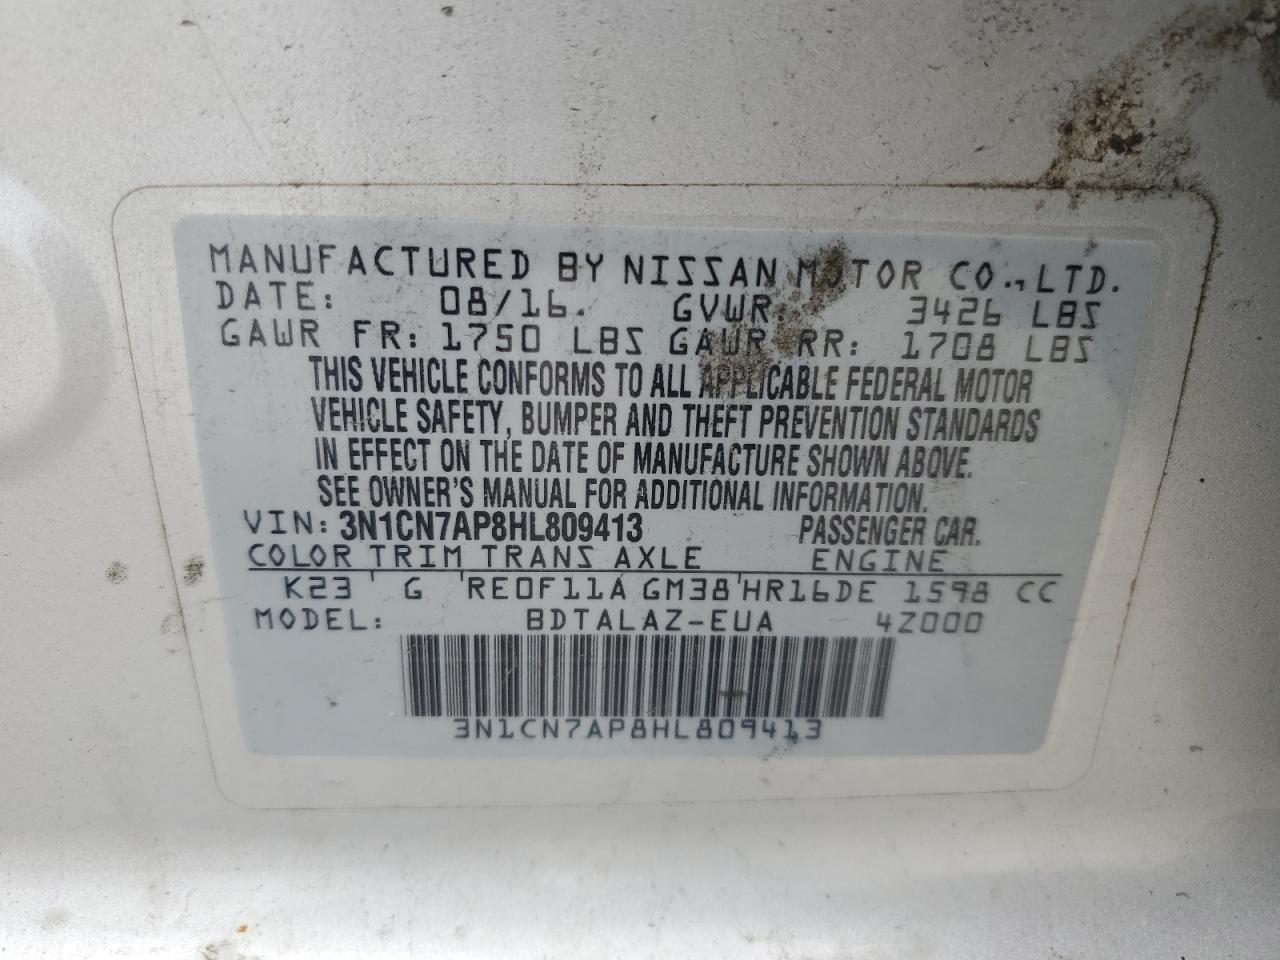 MANUFACTURED BY NISSAN MOTOR CO., LTD.
DATE: 08/16. GVWR: 3426 LBS
GAWR FR: 1750 LBS GAWR RR: 1708 LBS
THIS VEHICLE CONFORMS TO ALL APPLICABLE FEDERAL MOTOR
VEHICLE SAFETY, BUMPER AND THEFT PREVENTION STANDARDS
IN EFFECT ON THE DATE OF MANUFACTURE SHOWN ABOVE.
SEE OWNER'S MANUAL FOR ADDITIONAL INFORMATION.
VIN: 3N1CN7AP8HL809413 PASSENGER CAR.
COLOR TRIM TRANS AXLE ENGINE
K23 ' G 'RE0F11A GM38'HR16DE 1598 CC
MODEL: BDTALAZ-EUA 4Z000
3N1CN7AP8HL809413